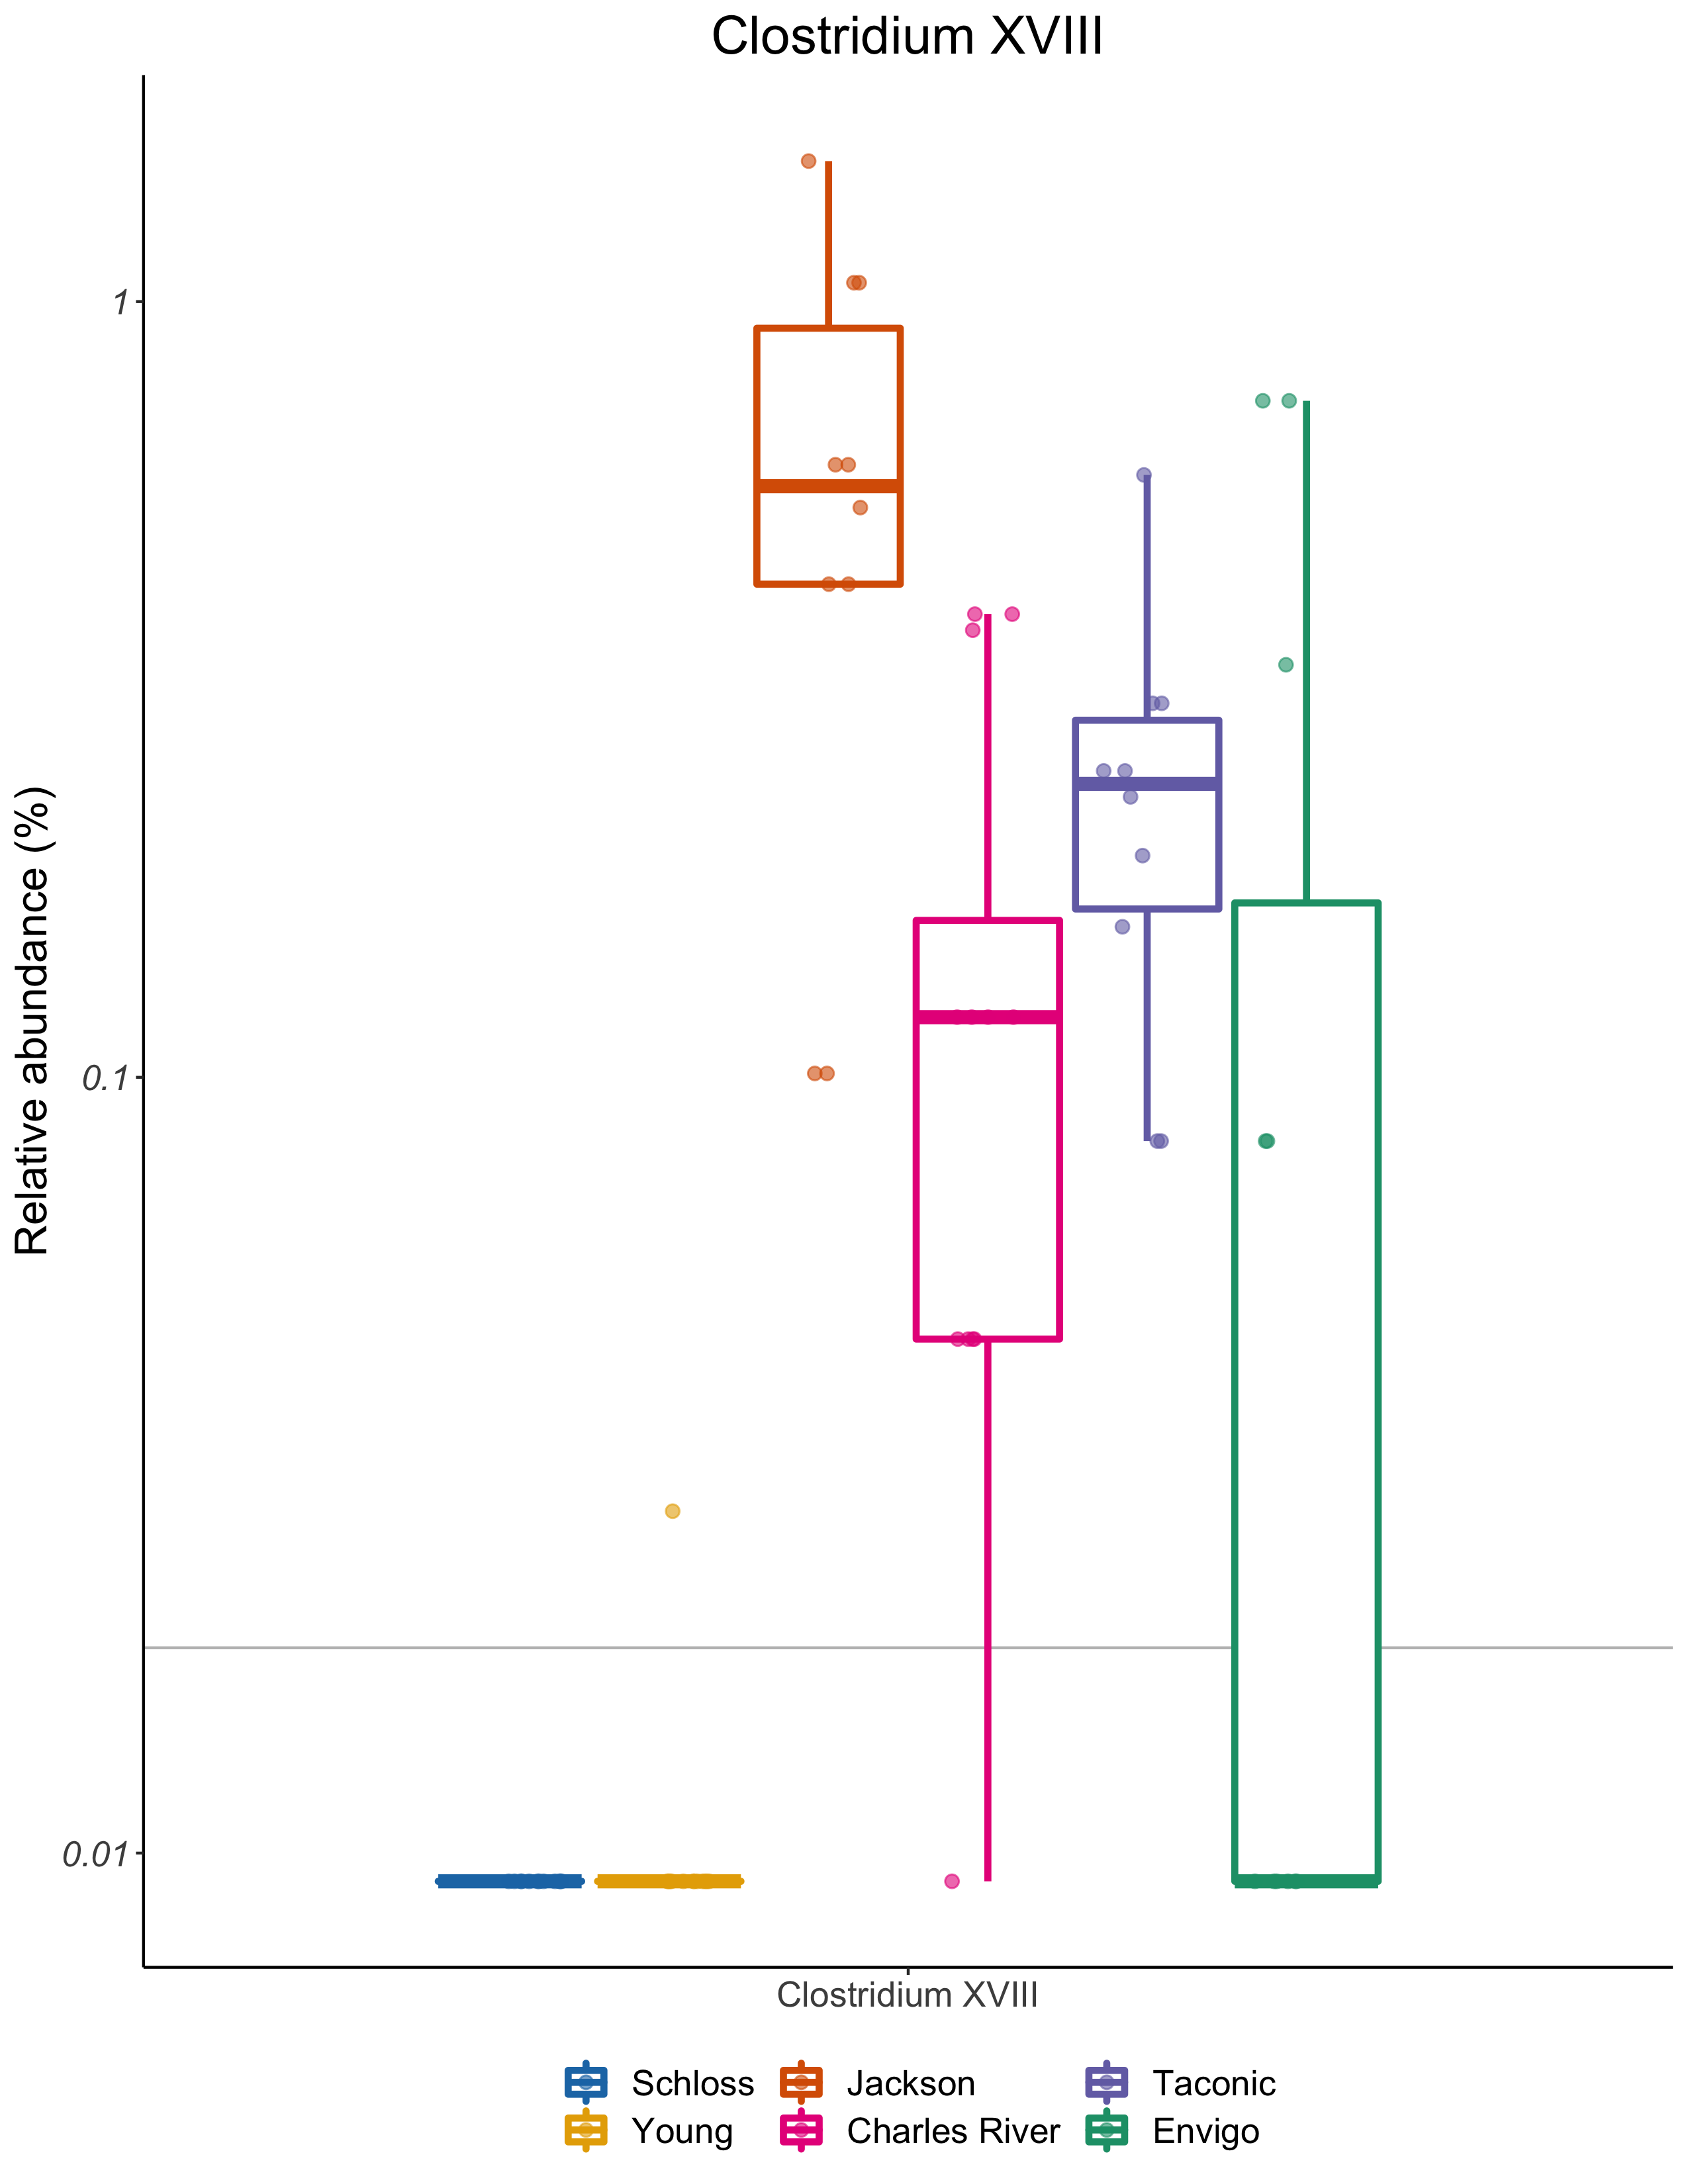 Clostridium XVIII
Relative abundance (%)
1
0.1
0.01
Clostridium XVIII
Schloss Jackson Taconic
Young Charles River Envigo